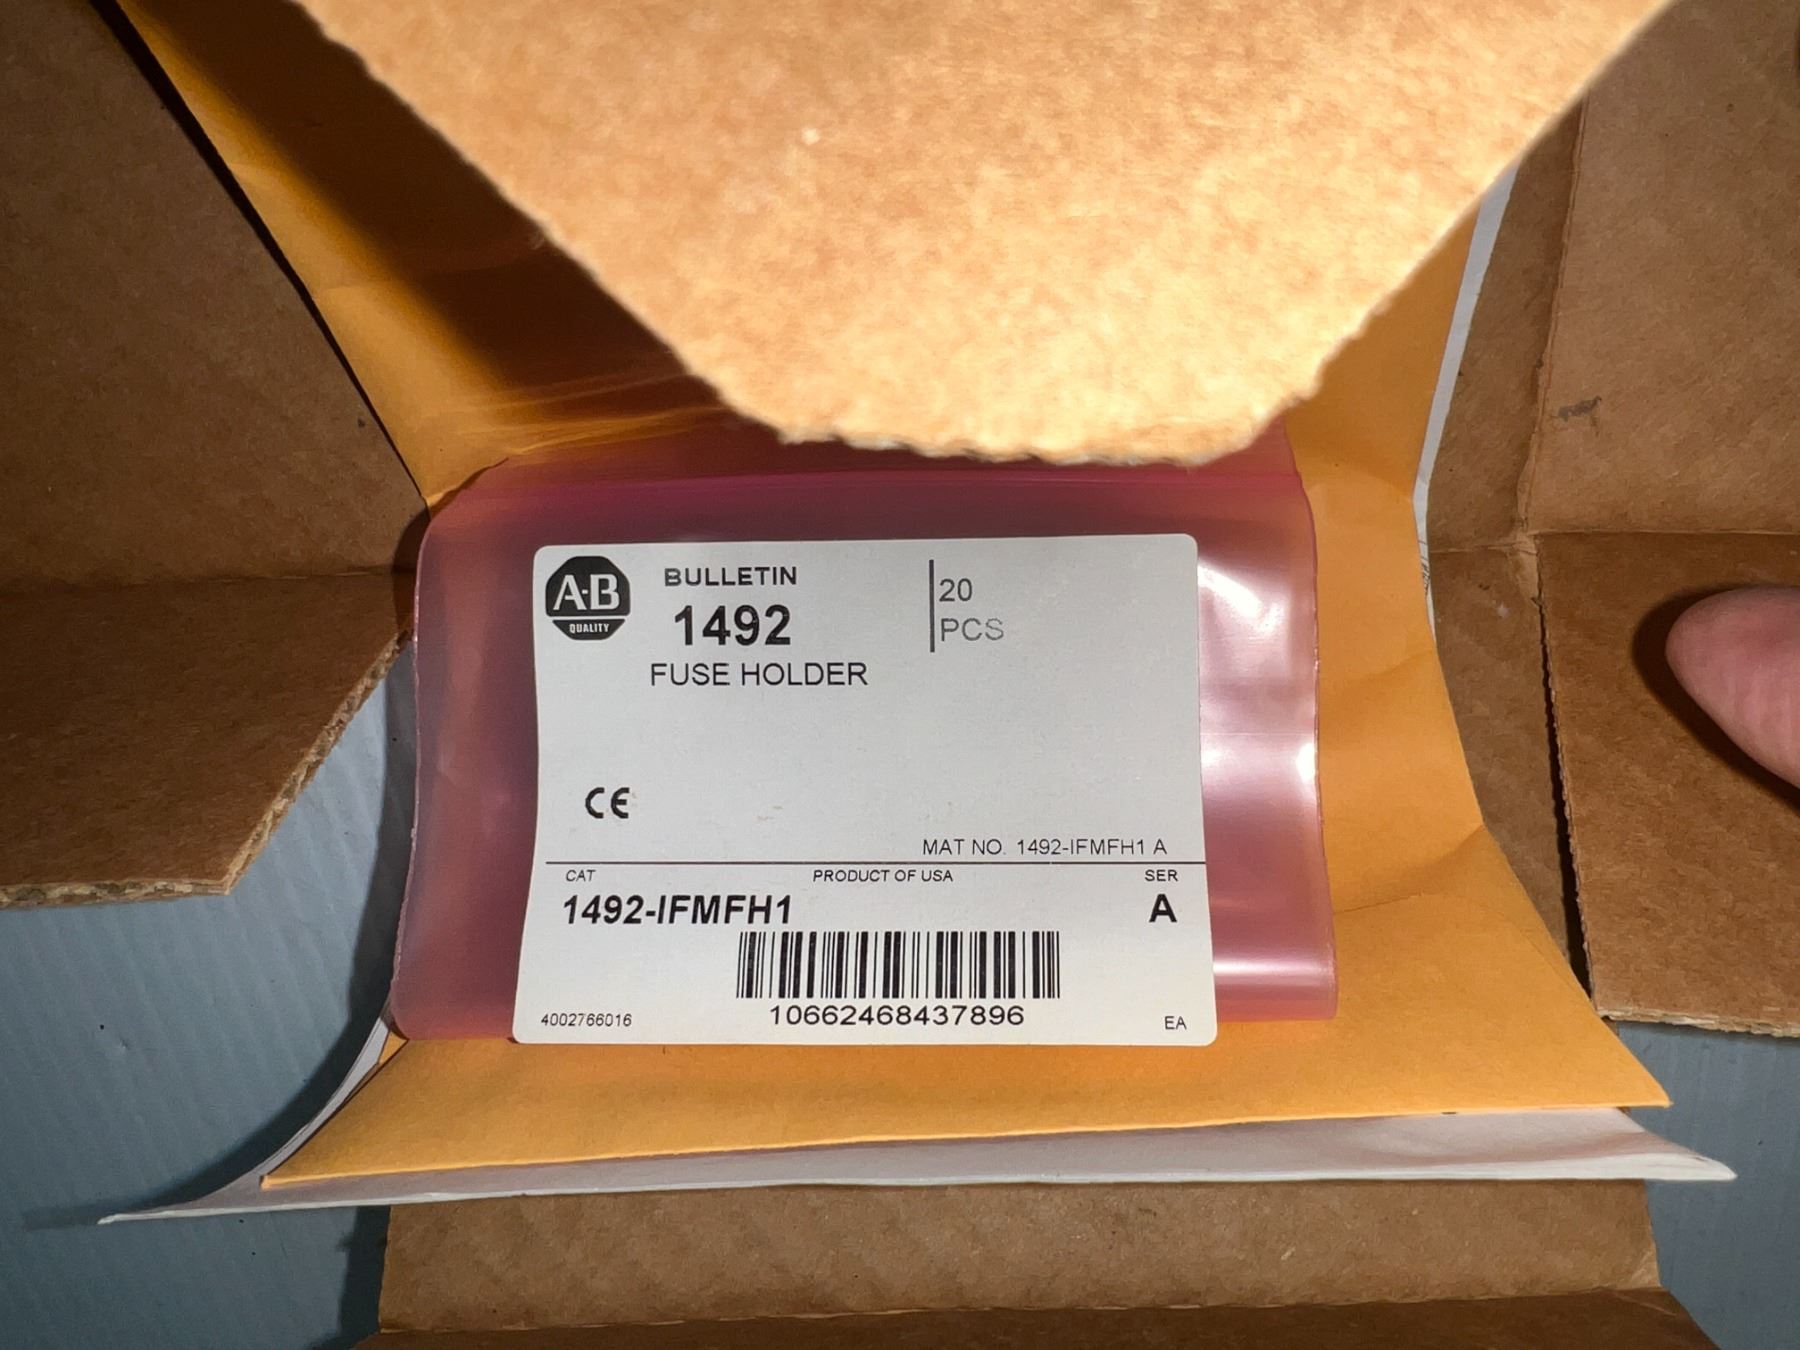 A-B
QUALITY
BULLETIN
1492
FUSE HOLDER
20
PCS
CE
MAT NO. 1492-IFMFH1 A
CAT
PRODUCT OF USA
SER
1492-IFMFH1
A
10662468437896
4002766016
EA